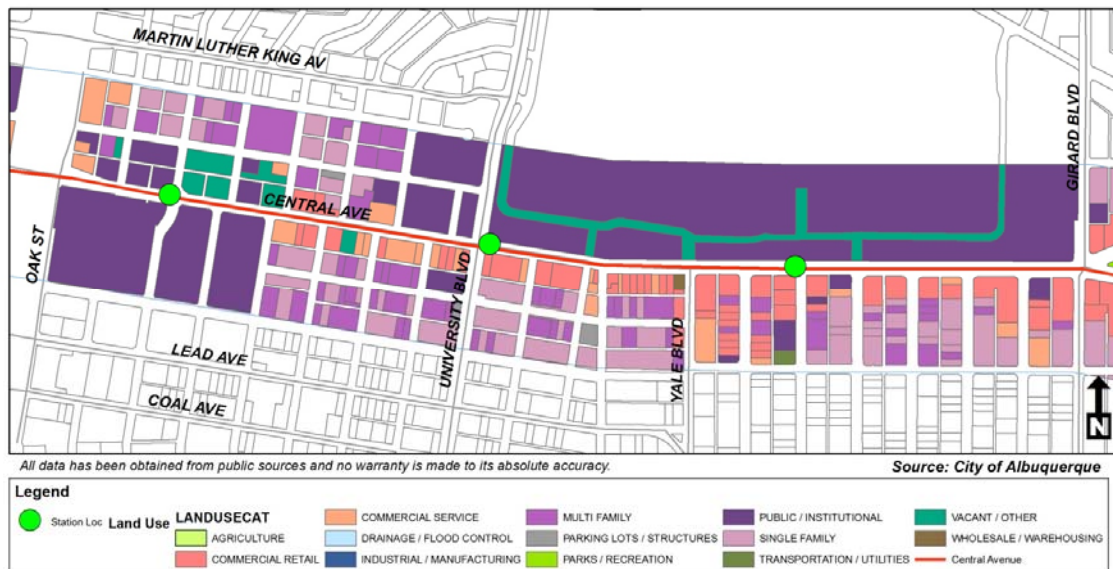 MARTIN LUTHER KING AV
GIRARD BLVD
CENTRAL AVE
OAK ST
UNIVERSITY BLVD
YALE BLVD
LEAD AVE
COAL AVE
N
All data has been obtained from public sources and no warranty is made to its absolute accuracy.
Source: City of Albuquerque
Legend
Station Loc Land Use LANDUSECAT
AGRICULTURE
COMMERCIAL RETAIL
COMMERCIAL SERVICE
DRAINAGE / FLOOD CONTROL
INDUSTRIAL / MANUFACTURING
MULTI FAMILY
PARKING LOTS / STRUCTURES
PARKS / RECREATION
PUBLIC / INSTITUTIONAL
SINGLE FAMILY
TRANSPORTATION / UTILITIES
VACANT / OTHER
WHOLESALE / WAREHOUSING
Central Avenue